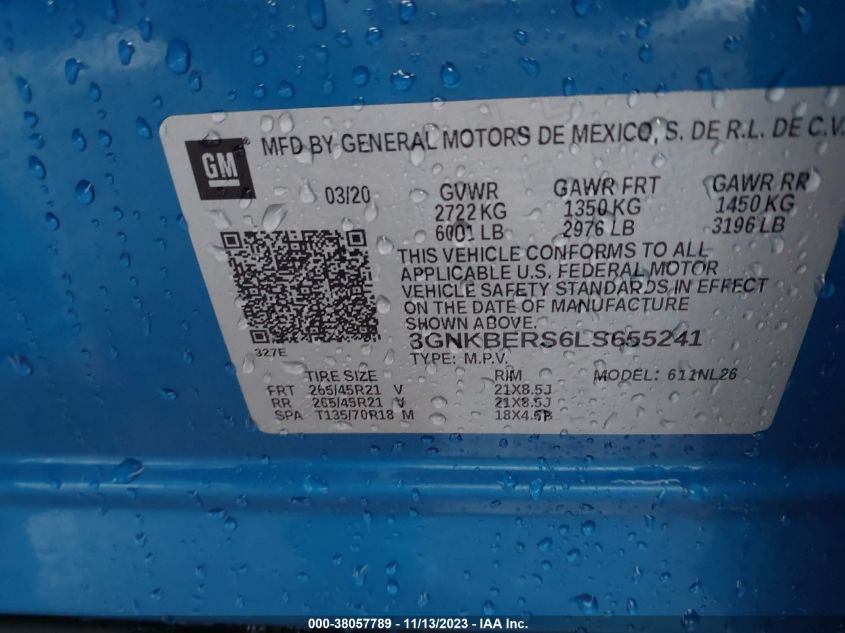 GM
MFD BY GENERAL MOTORS DE MEXICO, S. DE R.L. DE C.V.
03/20 GVWR GAWR FRT GAWR RR
2722 KG 1350 KG 1450 KG
6001 LB 2976 LB 3196 LB
THIS VEHICLE CONFORMS TO ALL
APPLICABLE U.S. FEDERAL MOTOR
VEHICLE SAFETY STANDARDS IN EFFECT
ON THE DATE OF MANUFACTURE
SHOWN ABOVE.
3GNKBERS6LS655241
327E TYPE: M.P.V.
TIRE SIZE RIM MODEL: 611NL26
FRT 265/45R21 V 21X8.5J
RR 265/45R21 V 21X8.5J
SPA T135/70R18 M 18X4.5B
000-38057789 - 11/13/2023 - IAA Inc.